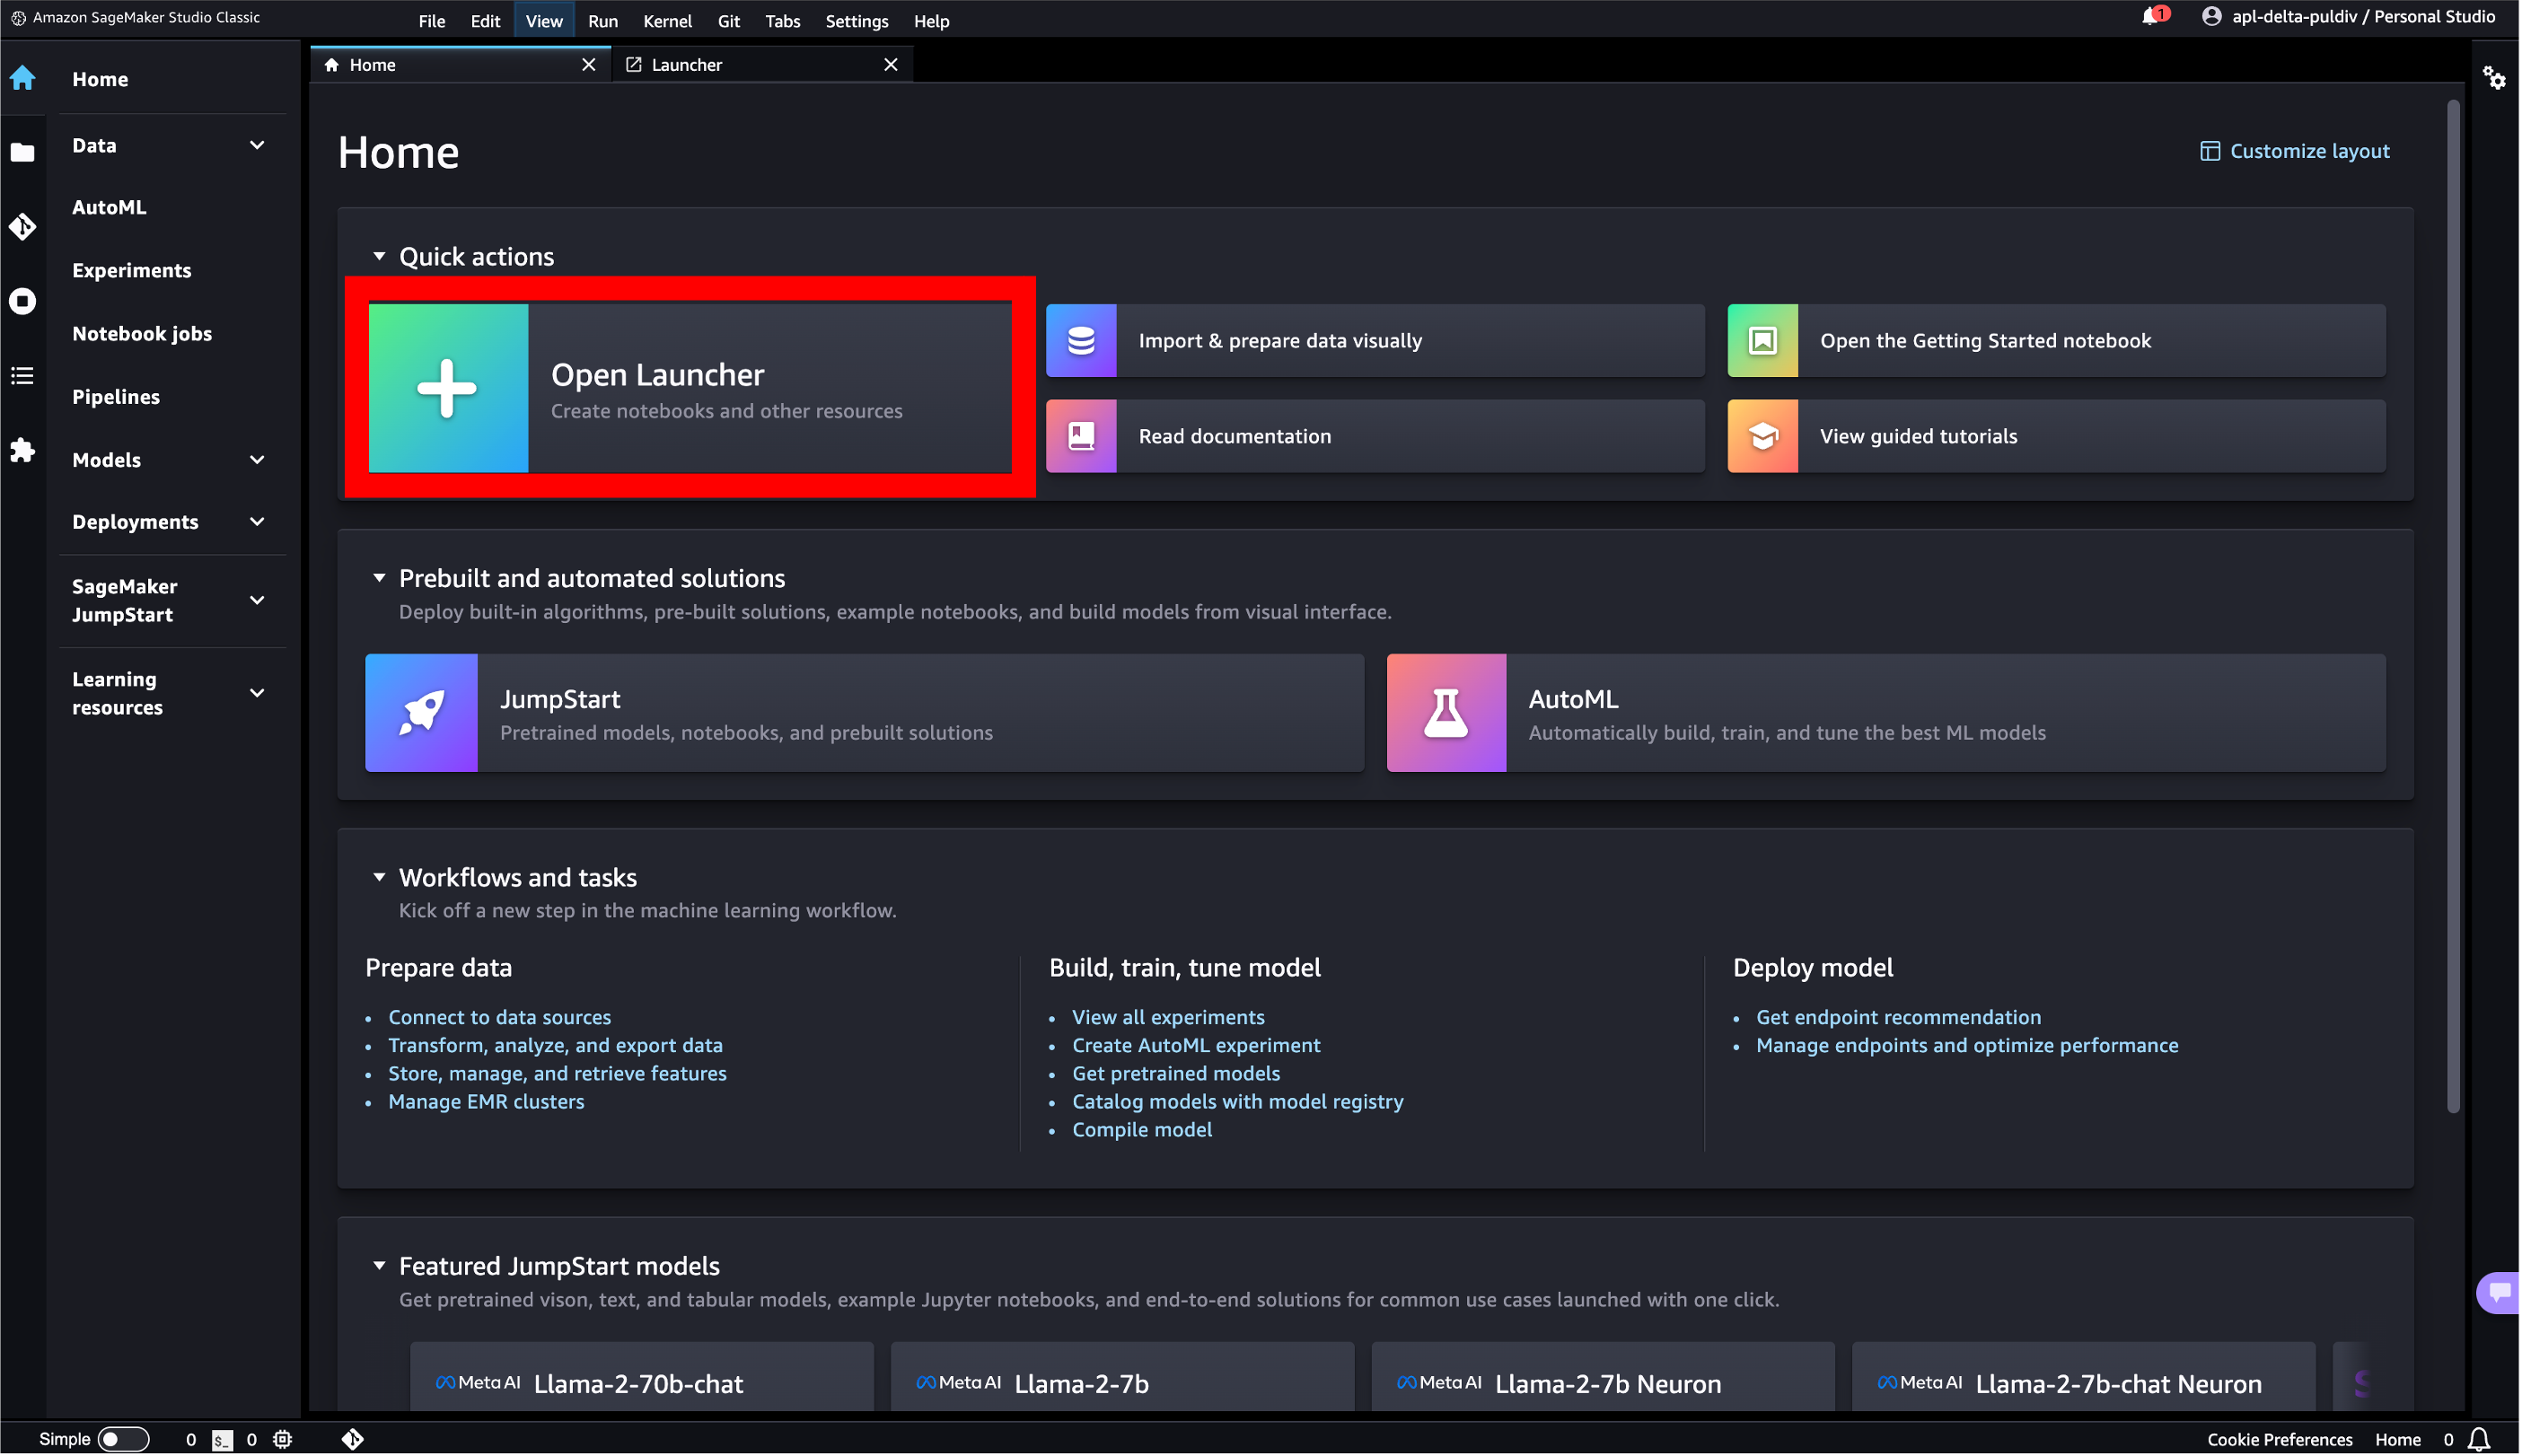 Amazon SageMaker Studio Classic
File Edit View Run Kernel Git Tabs Settings Help
1
apl-delta-puldiv / Personal Studio
Home
Launcher
Home
Data
AutoML
Experiments
Notebook jobs
Pipelines
Models
Deployments
SageMaker
JumpStart
Learning
resources
Home
Customize layout
Quick actions
Open Launcher
Create notebooks and other resources
Import & prepare data visually
Open the Getting Started notebook
Read documentation
View guided tutorials
Prebuilt and automated solutions
Deploy built-in algorithms, pre-built solutions, example notebooks, and build models from visual interface.
JumpStart
Pretrained models, notebooks, and prebuilt solutions
AutoML
Automatically build, train, and tune the best ML models
Workflows and tasks
Kick off a new step in the machine learning workflow.
Prepare data
• Connect to data sources
• Transform, analyze, and export data
• Store, manage, and retrieve features
• Manage EMR clusters
Build, train, tune model
• View all experiments
• Create AutoML experiment
• Get pretrained models
• Catalog models with model registry
• Compile model
Deploy model
• Get endpoint recommendation
• Manage endpoints and optimize performance
Featured JumpStart models
Get pretrained vison, text, and tabular models, example Jupyter notebooks, and end-to-end solutions for common use cases launched with one click.
Meta AI Llama-2-70b-chat
Meta AI Llama-2-7b
Meta AI Llama-2-7b Neuron
Meta AI Llama-2-7b-chat Neuron
Simple 0 $_ 0
Cookie Preferences Home 0